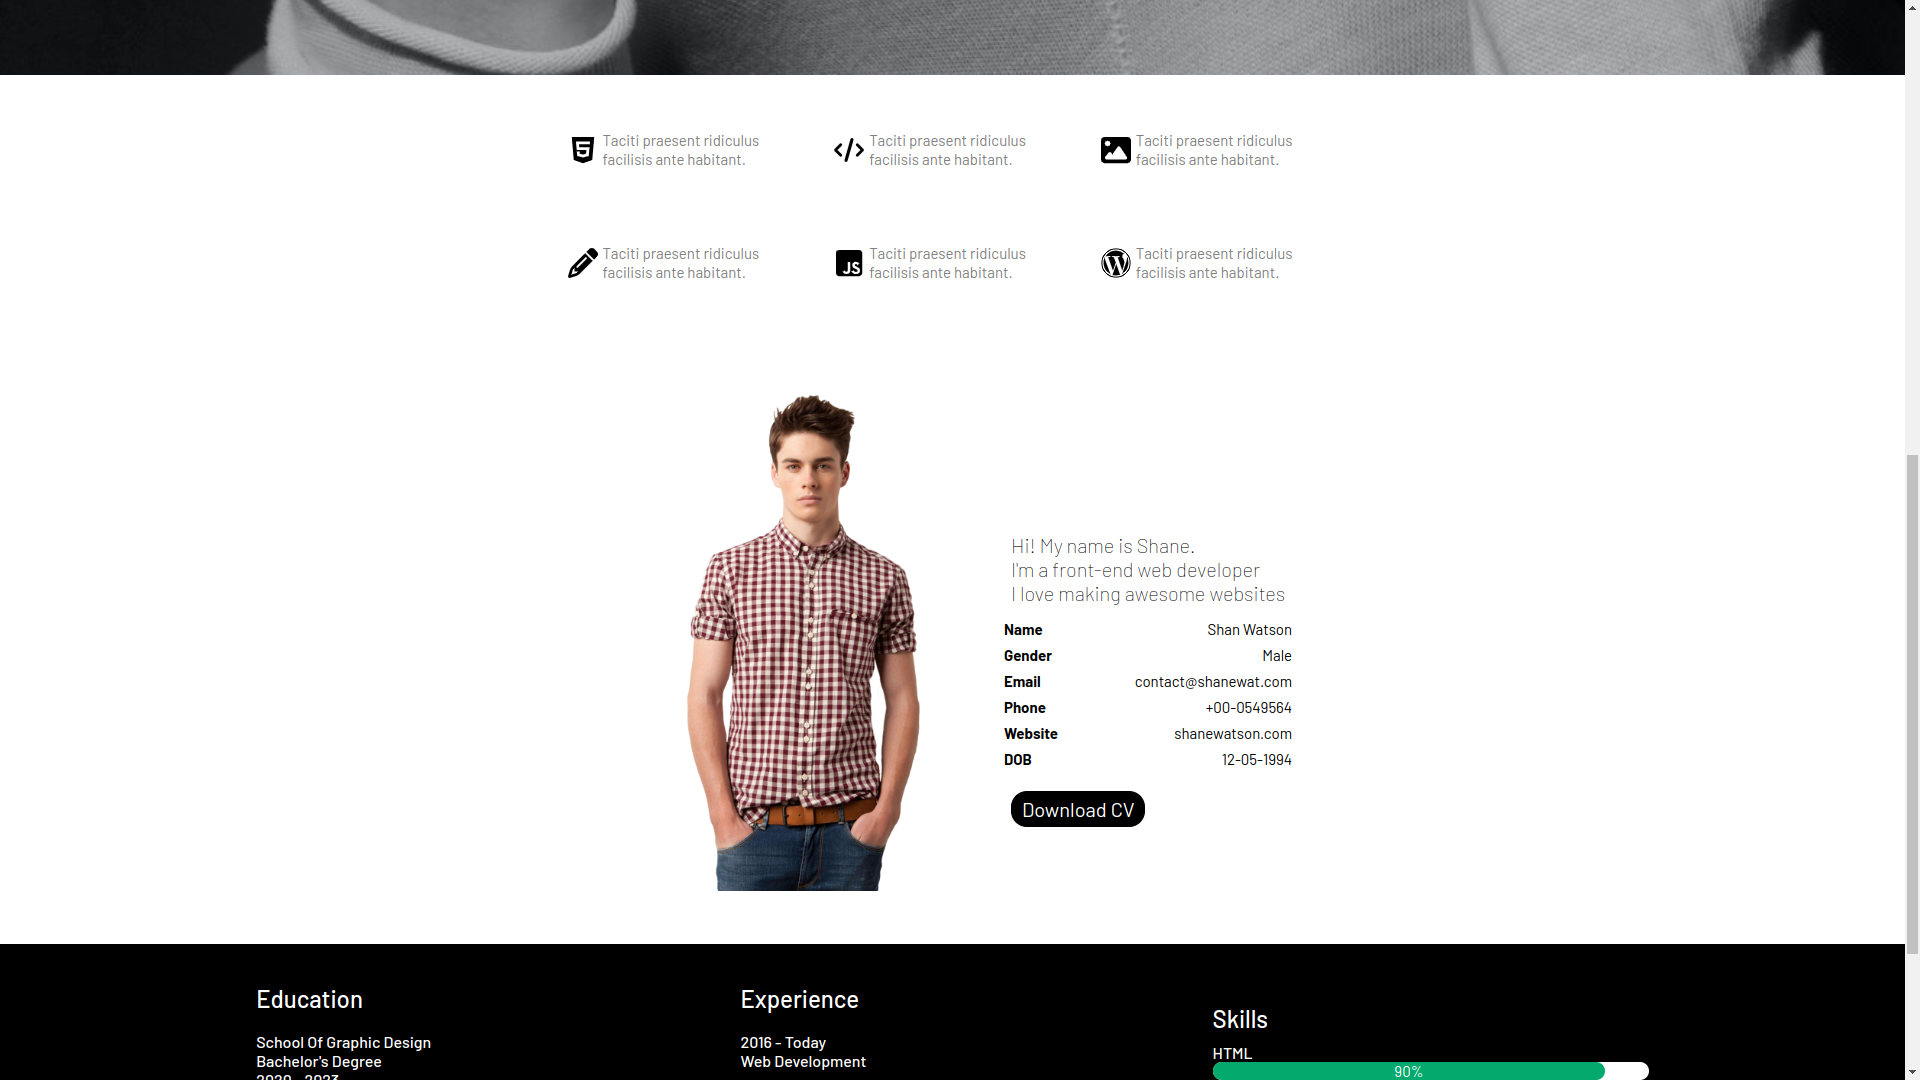 Taciti praesent ridiculus
facilisis ante habitant.
Taciti praesent ridiculus
facilisis ante habitant.
Taciti praesent ridiculus
facilisis ante habitant.
Taciti praesent ridiculus
facilisis ante habitant.
JS
Taciti praesent ridiculus
facilisis ante habitant.
Taciti praesent ridiculus
facilisis ante habitant.
Hi! My name is Shane.
I'm a front-end web developer
I love making awesome websites
Name Shan Watson
Gender Male
Email contact@shanewat.com
Phone +00-0549564
Website shanewatson.com
DOB 12-05-1994
Download CV
Education
School Of Graphic Design
Bachelor's Degree
2020 - 2023
Experience
2016 - Today
Web Development
Skills
HTML
90%